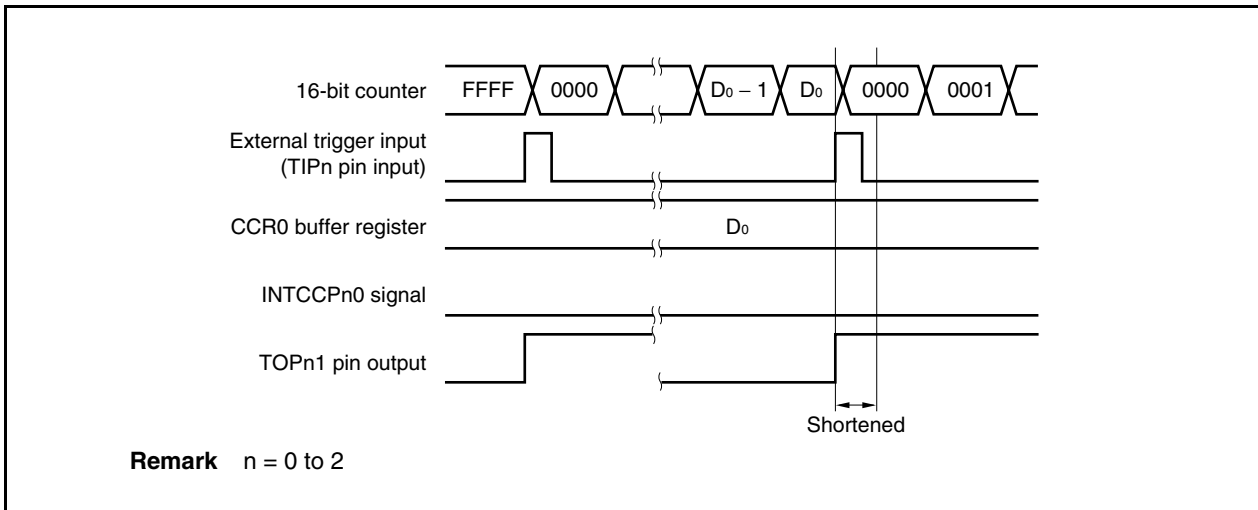 16-bit counter FFFF 0000 D0 − 1 D0 0000 0001
External trigger input
(TIPn pin input)
CCR0 buffer register D0
INTCCPn0 signal
TOPn1 pin output
Shortened
Remark n = 0 to 2